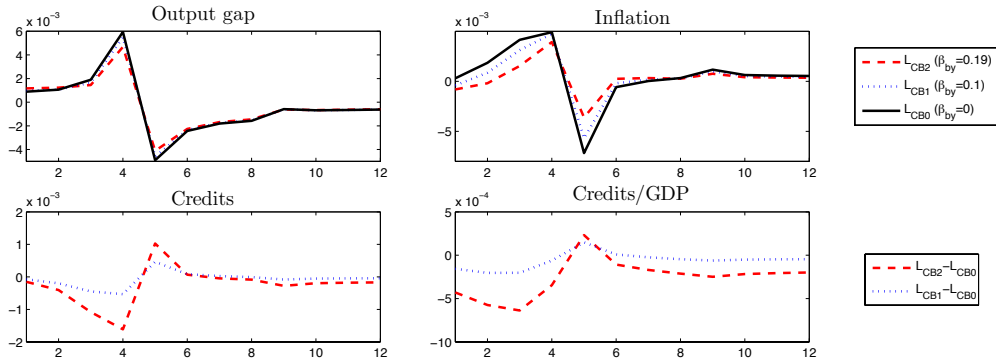 Output gap
x 10⁻³
6
4
2
0
−2
−4
2 4 6 8 10 12
Inflation
x 10⁻³
5
0
−5
2 4 6 8 10 12
L_CB2 (β_by=0.19)
L_CB1 (β_by=0.1)
L_CB0 (β_by=0)
Credits
x 10⁻³
2
1
0
−1
−2
2 4 6 8 10 12
Credits/GDP
x 10⁻⁴
5
0
−5
−10
2 4 6 8 10 12
L_CB2−L_CB0
L_CB1−L_CB0